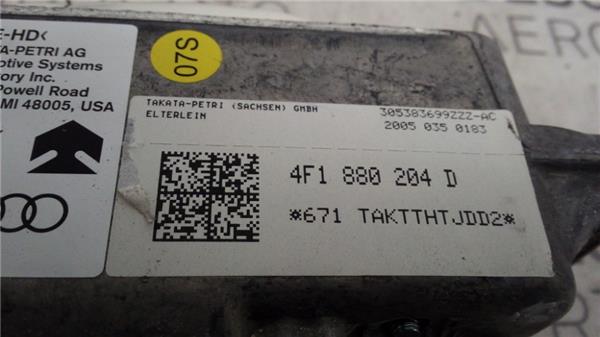 E-HD<
TA-PETRI AG
otive Systems
ory Inc.
Powell Road
MI 48005, USA
07S
TAKATA-PETRI (SACHSEN) GMBH
ELTERLEIN
305383699ZZZ-AC
2005 035 0183
4F1 880 204 D
*671 TAKTTHTJDD2*